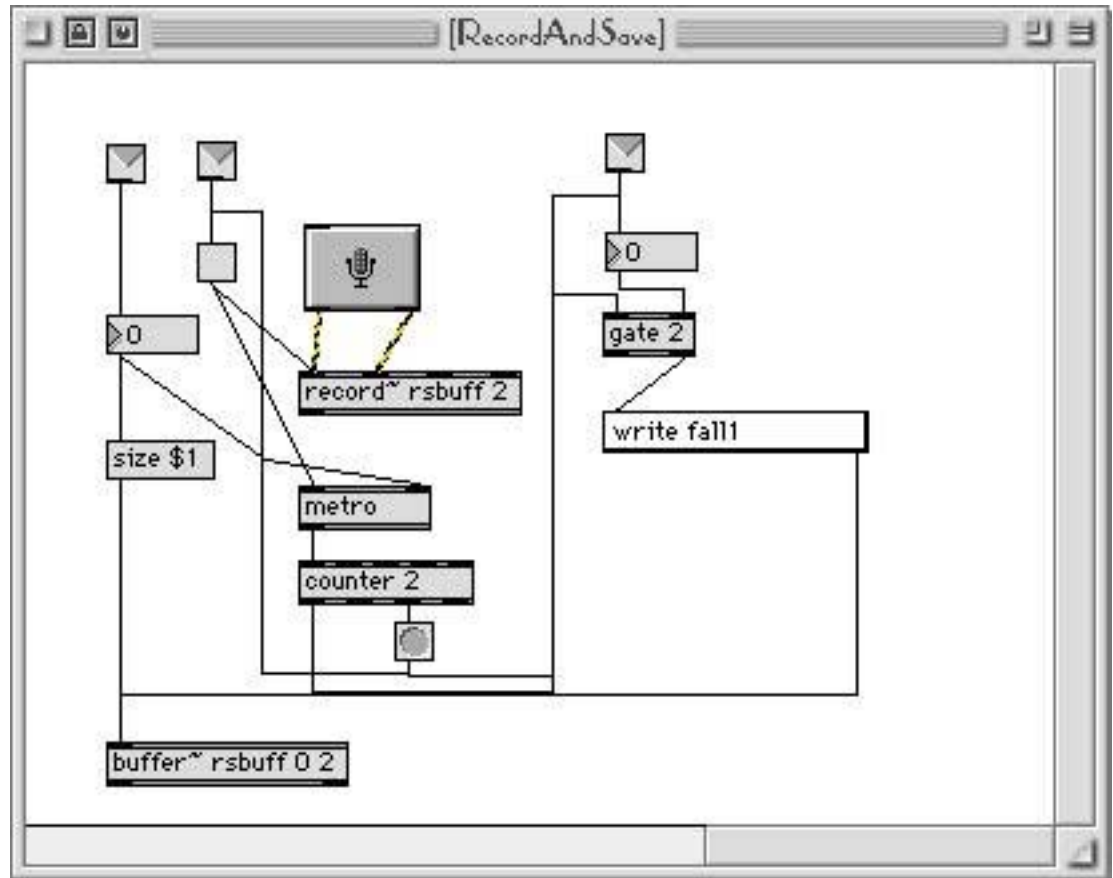 [RecordAndSave]
0
gate 2
0
record~ rsbuff 2
write fall1
size $1
metro
counter 2
buffer~ rsbuff 0 2